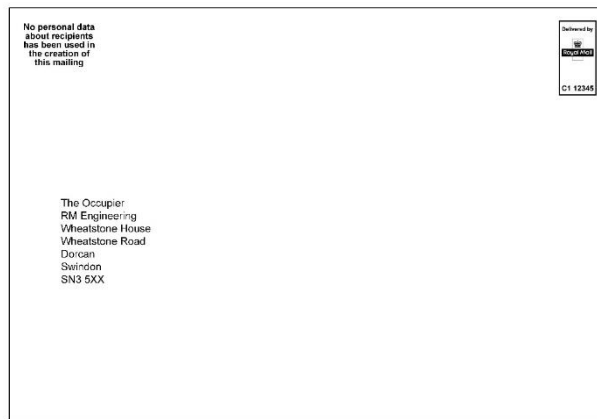 No personal data
about recipients
has been used in
the creation of
this mailing
Delivered by
Royal Mail
C1 12345
The Occupier
RM Engineering
Wheatstone House
Wheatstone Road
Dorcan
Swindon
SN3 5XX